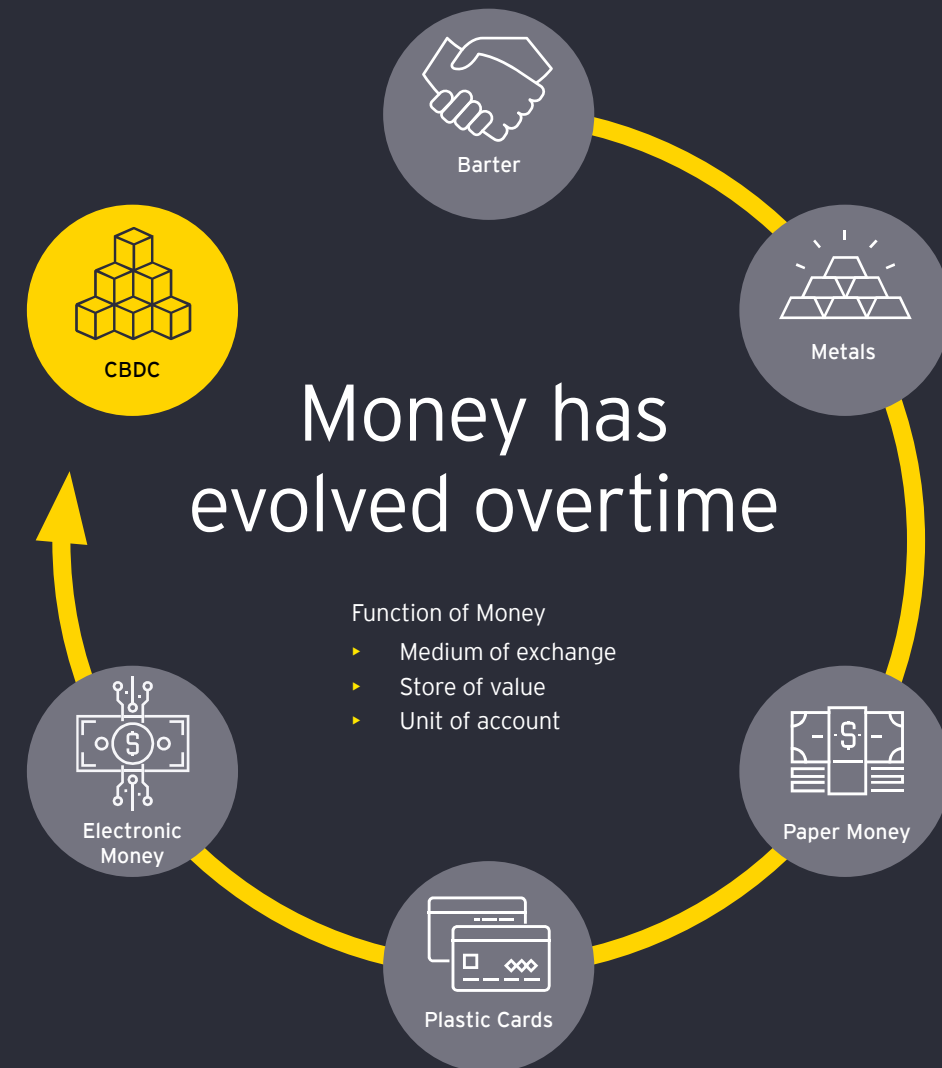 Barter
Metals
CBDC
Money has
evolved overtime
Function of Money
▸ Medium of exchange
▸ Store of value
▸ Unit of account
$
Electronic
Money
$
Paper Money
Plastic Cards